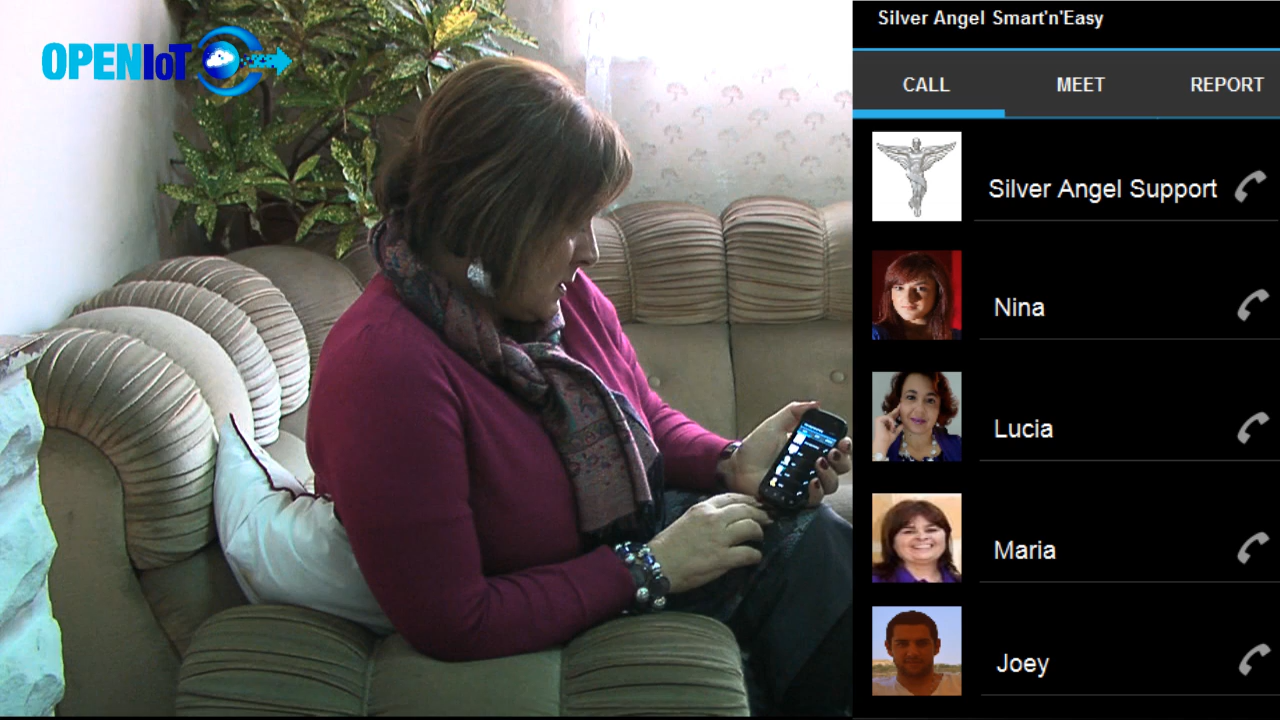 OPENIoT
Silver Angel Smart'n'Easy
CALL MEET REPORT
Silver Angel Support
Nina
Lucia
Maria
Joey